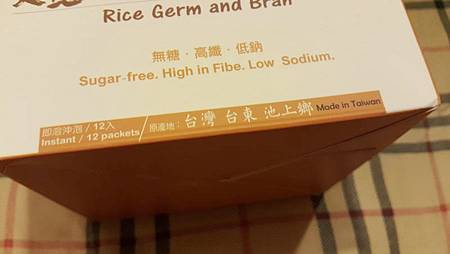 Rice Germ and Bran
無糖・高纖・低鈉
Sugar-free. High in Fibe. Low Sodium.
即溶沖泡 / 12入
Instant / 12 packets
原產地： 台灣 台東 池上鄉 Made in Taiwan